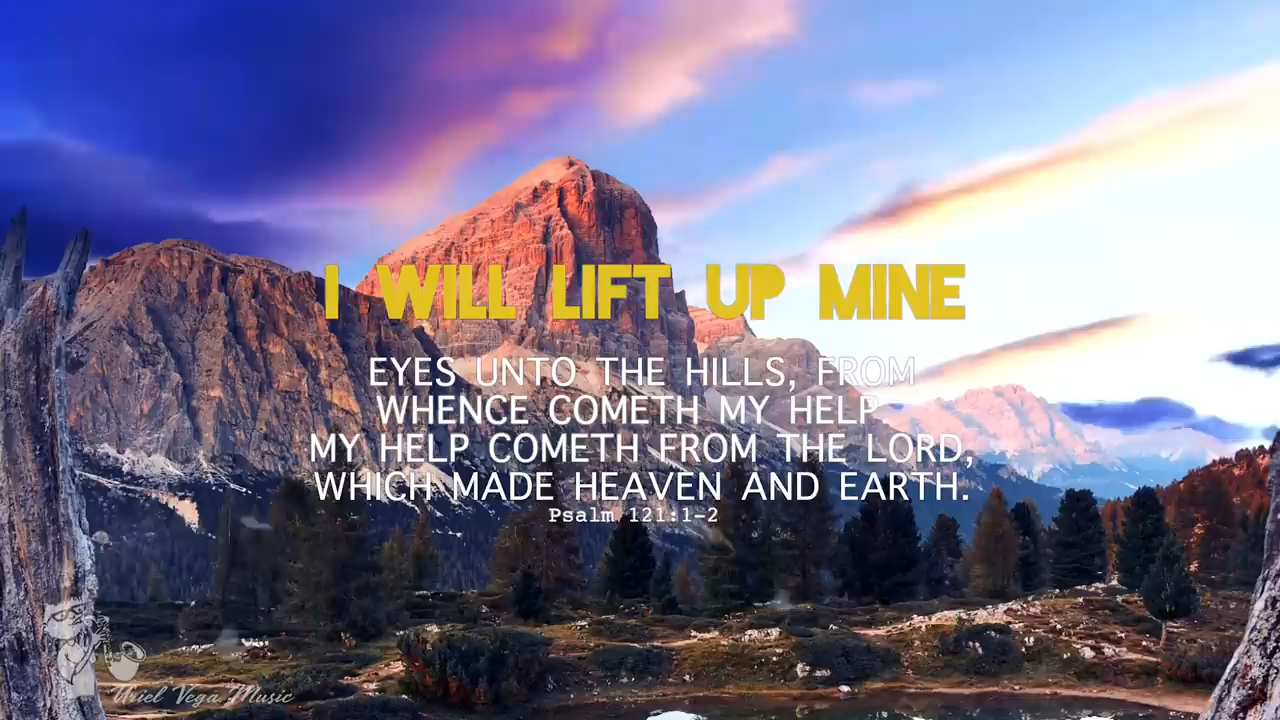 I WILL LIFT UP MINE
EYES UNTO THE HILLS, FROM
WHENCE COMETH MY HELP
MY HELP COMETH FROM THE LORD,
WHICH MADE HEAVEN AND EARTH.
Psalm 121:1-2
Uriel Vega Music